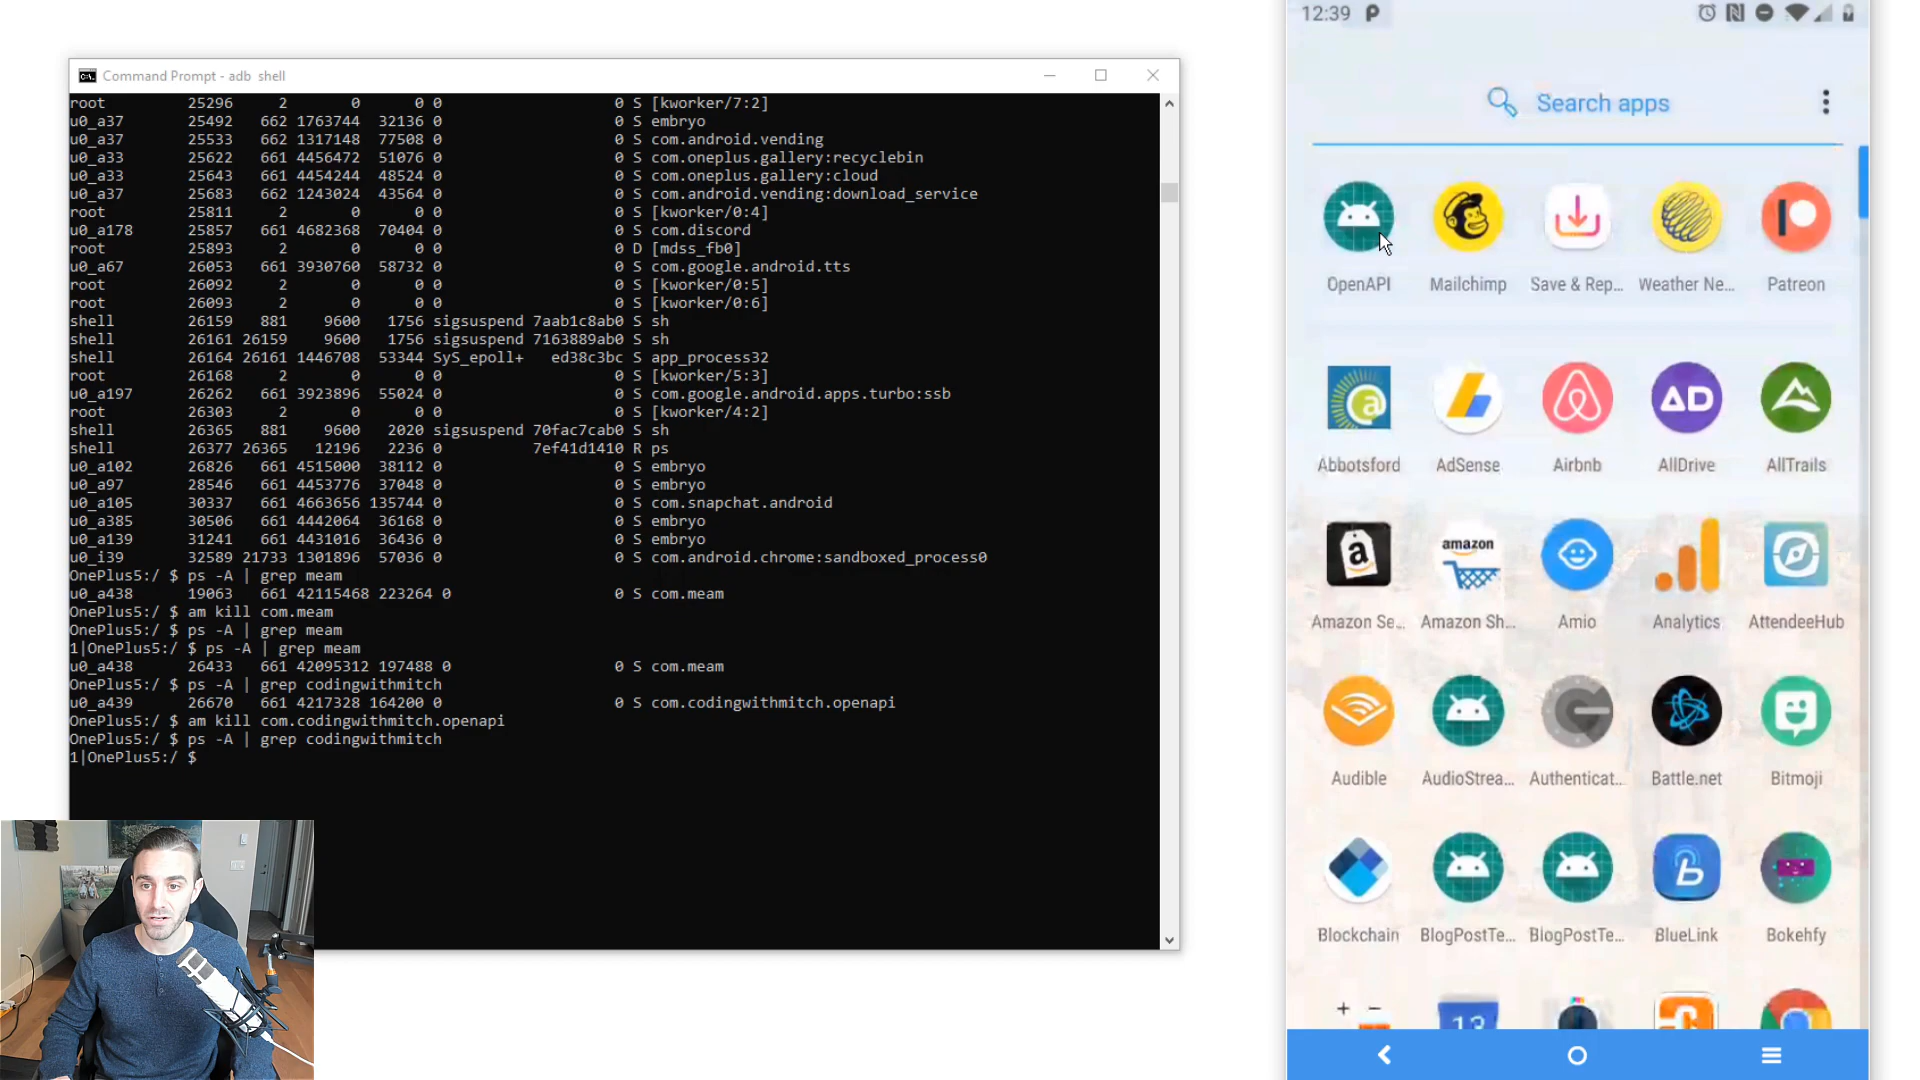 Command Prompt - adb  shell
root         25296    2       0      0 0                   0 S [kworker/7:2]
u0_a37       25492  662 1763744  32136 0                   0 S embryo
u0_a37       25533  662 1317148  77508 0                   0 S com.android.vending
u0_a33       25622  661 4456472  51076 0                   0 S com.oneplus.gallery:recyclebin
u0_a33       25643  661 4454244  48524 0                   0 S com.oneplus.gallery:cloud
u0_a37       25683  662 1243024  43564 0                   0 S com.android.vending:download_service
root         25811    2       0      0 0                   0 S [kworker/0:4]
u0_a178      25857  661 4682368  70404 0                   0 S com.discord
root         25893    2       0      0 0                   0 D [mdss_fb0]
u0_a67       26053  661 3930760  58732 0                   0 S com.google.android.tts
root         26092    2       0      0 0                   0 S [kworker/0:5]
root         26093    2       0      0 0                   0 S [kworker/0:6]
shell        26159  881    9600   1756 sigsuspend 7aab1c8ab0 S sh
shell        26161 26159    9600   1756 sigsuspend 7163889ab0 S sh
shell        26164 26161 1446708  53344 SyS_epoll+   ed38c3bc S app_process32
root         26168    2       0      0 0                   0 S [kworker/5:3]
u0_a197      26262  661 3923896  55024 0                   0 S com.google.android.apps.turbo:ssb
root         26303    2       0      0 0                   0 S [kworker/4:2]
shell        26365  881    9600   2020 sigsuspend 70fac7cab0 S sh
shell        26377 26365   12196   2236 0          7ef41d1410 R ps
u0_a102      26826  661 4515000  38112 0                   0 S embryo
u0_a97       28546  661 4453776  37048 0                   0 S embryo
u0_a105      30337  661 4663656 135744 0                   0 S com.snapchat.android
u0_a385      30506  661 4442064  36168 0                   0 S embryo
u0_a139      31241  661 4431016  36436 0                   0 S embryo
u0_i39       32589 21733 1301896  57036 0                   0 S com.android.chrome:sandboxed_process0
OnePlus5:/ $ ps -A | grep meam
u0_a438      19063  661 42115468 223264 0                  0 S com.meam
OnePlus5:/ $ am kill com.meam
OnePlus5:/ $ ps -A | grep meam
1|OnePlus5:/ $ ps -A | grep meam
u0_a438      26433  661 42095312 197488 0                  0 S com.meam
OnePlus5:/ $ ps -A | grep codingwithmitch
u0_a439      26670  661 4217328 164200 0                   0 S com.codingwithmitch.openapi
OnePlus5:/ $ am kill com.codingwithmitch.openapi
OnePlus5:/ $ ps -A | grep codingwithmitch
1|OnePlus5:/ $
12:39
Search apps
OpenAPI Mailchimp Save & Rep... Weather Ne... Patreon
AD
Abbotsford AdSense Airbnb AllDrive AllTrails
a amazon
Amazon Se... Amazon Sh... Amio Analytics AttendeeHub
Audible AudioStrea... Authenticat... Battle.net Bitmoji
Blockchain BlogPostTe... BlogPostTe... BlueLink Bokehfy
13